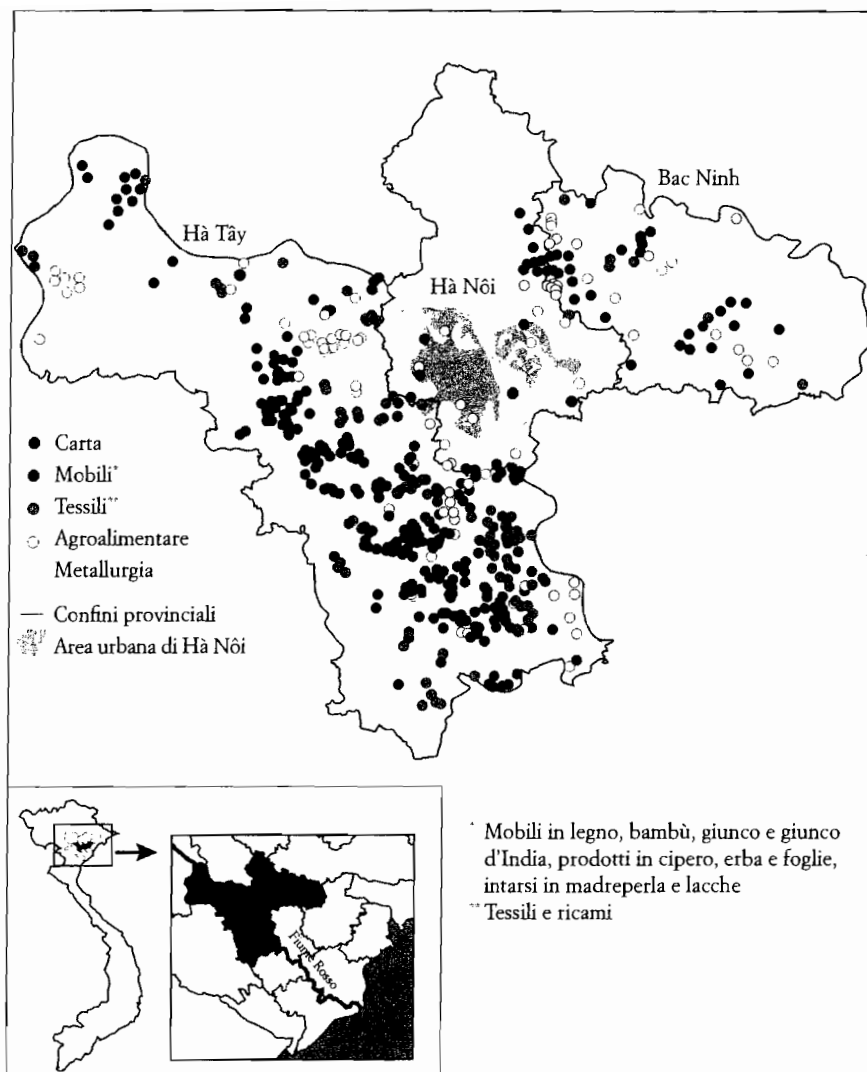 Bac Ninh
Hà Tây
Hà Nôi
Carta
Mobili*
Tessili**
Agroalimentare
Metallurgia
Confini provinciali
Area urbana di Hà Nôi
Fiume Rosso
* Mobili in legno, bambù, giunco e giunco
d'India, prodotti in cipero, erba e foglie,
intarsi in madreperla e lacche
** Tessili e ricami